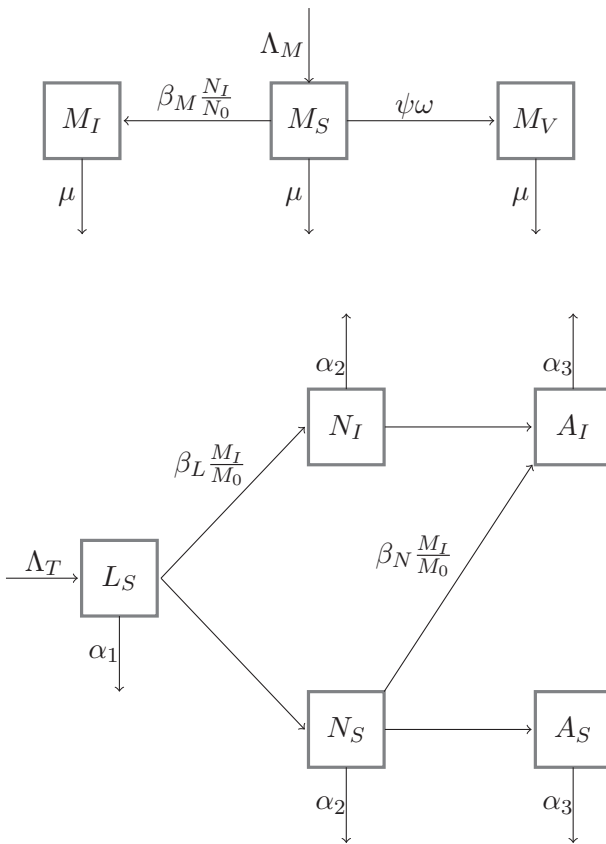 Λ_M
M_I β_M N_I/N_0 M_S ψω M_V
μ μ μ
α_2 α_3
N_I A_I
β_L M_I/M_0
β_N M_I/M_0
Λ_T L_S
α_1
N_S A_S
α_2 α_3